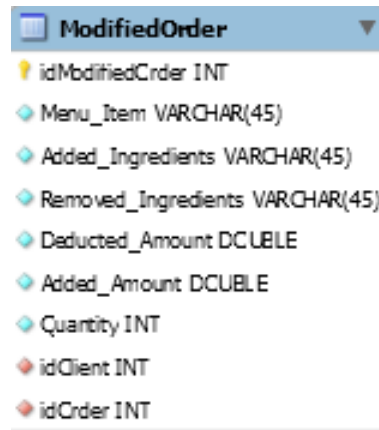 ModifiedOrder
idModifiedOrder INT
Menu_Item VARCHAR(45)
Added_Ingredients VARCHAR(45)
Removed_Ingredients VARCHAR(45)
Deducted_Amount DOUBLE
Added_Amount DOUBLE
Quantity INT
idClient INT
idOrder INT